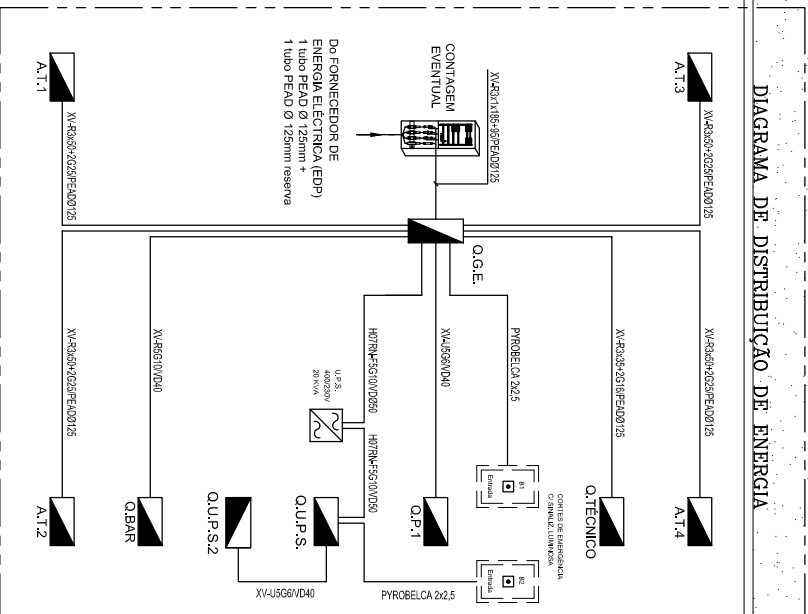 DIAGRAMA DE DISTRIBUIÇÃO DE ENERGIA
A.T.3
XV-R3x50+2G25/PEADØ125
XV-R3x50+2G25/PEADØ125
A.T.4
XV-R3x35+2G16/PEADØ125
Q.TÉCNICO
CORTES DE EMERGÊNCIA
C/ SINALIZ. LUMINOSA
PYROBELCA 2x2,5
B1
Entrada
B2
Entrada
XV-R3x1x185+95/PEADØ125
CONTAGEM
EVENTUAL
Q.G.E.
XV-U5G6/VD40
Q.P.1
H07RN-F5G10/VDØ50
U.P.S.
400/230V
20 KVA
H07RN-F5G10/VD50
Q.U.P.S.
PYROBELCA 2x2,5
Q.U.P.S.2
XV-U5G6/VD40
Do FORNECEDOR DE
ENERGIA ELÉCTRICA (EDP)
1 tubo PEAD Ø 125mm +
1 tubo PEAD Ø 125mm reserva
XV-R5G10/VD40
Q.BAR
A.T.1
XV-R3x50+2G25/PEADØ125
XV-R3x50+2G25/PEADØ125
A.T.2